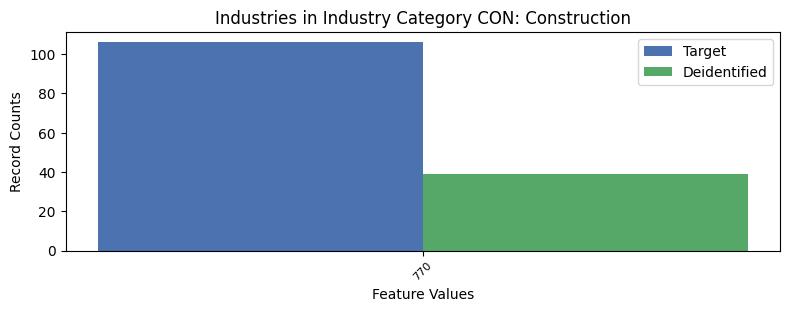 Industries in Industry Category CON: Construction
Target
Deidentified
Record Counts
100
80
60
40
20
0
770
Feature Values